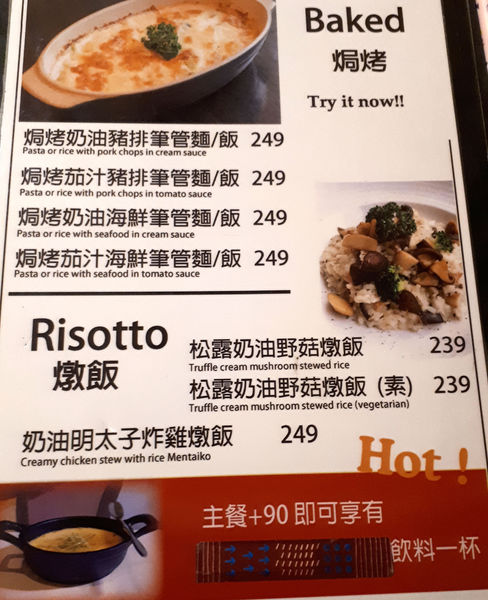 Baked
焗烤
Try it now!!
焗烤奶油豬排筆管麵/飯 249
Pasta or rice with pork chops in cream sauce
焗烤茄汁豬排筆管麵/飯 249
Pasta or rice with pork chops in tomato sauce
焗烤奶油海鮮筆管麵/飯 249
Pasta or rice with seafood in cream sauce
焗烤茄汁海鮮筆管麵/飯 249
Pasta or rice with seafood in tomato sauce
Risotto
燉飯
松露奶油野菇燉飯 239
Truffle cream mushroom stewed rice
松露奶油野菇燉飯 (素) 239
Truffle cream mushroom stewed rice (vegetarian)
奶油明太子炸雞燉飯 249
Creamy chicken stew with rice Mentaiko
Hot !
主餐+90 即可享有
飲料一杯